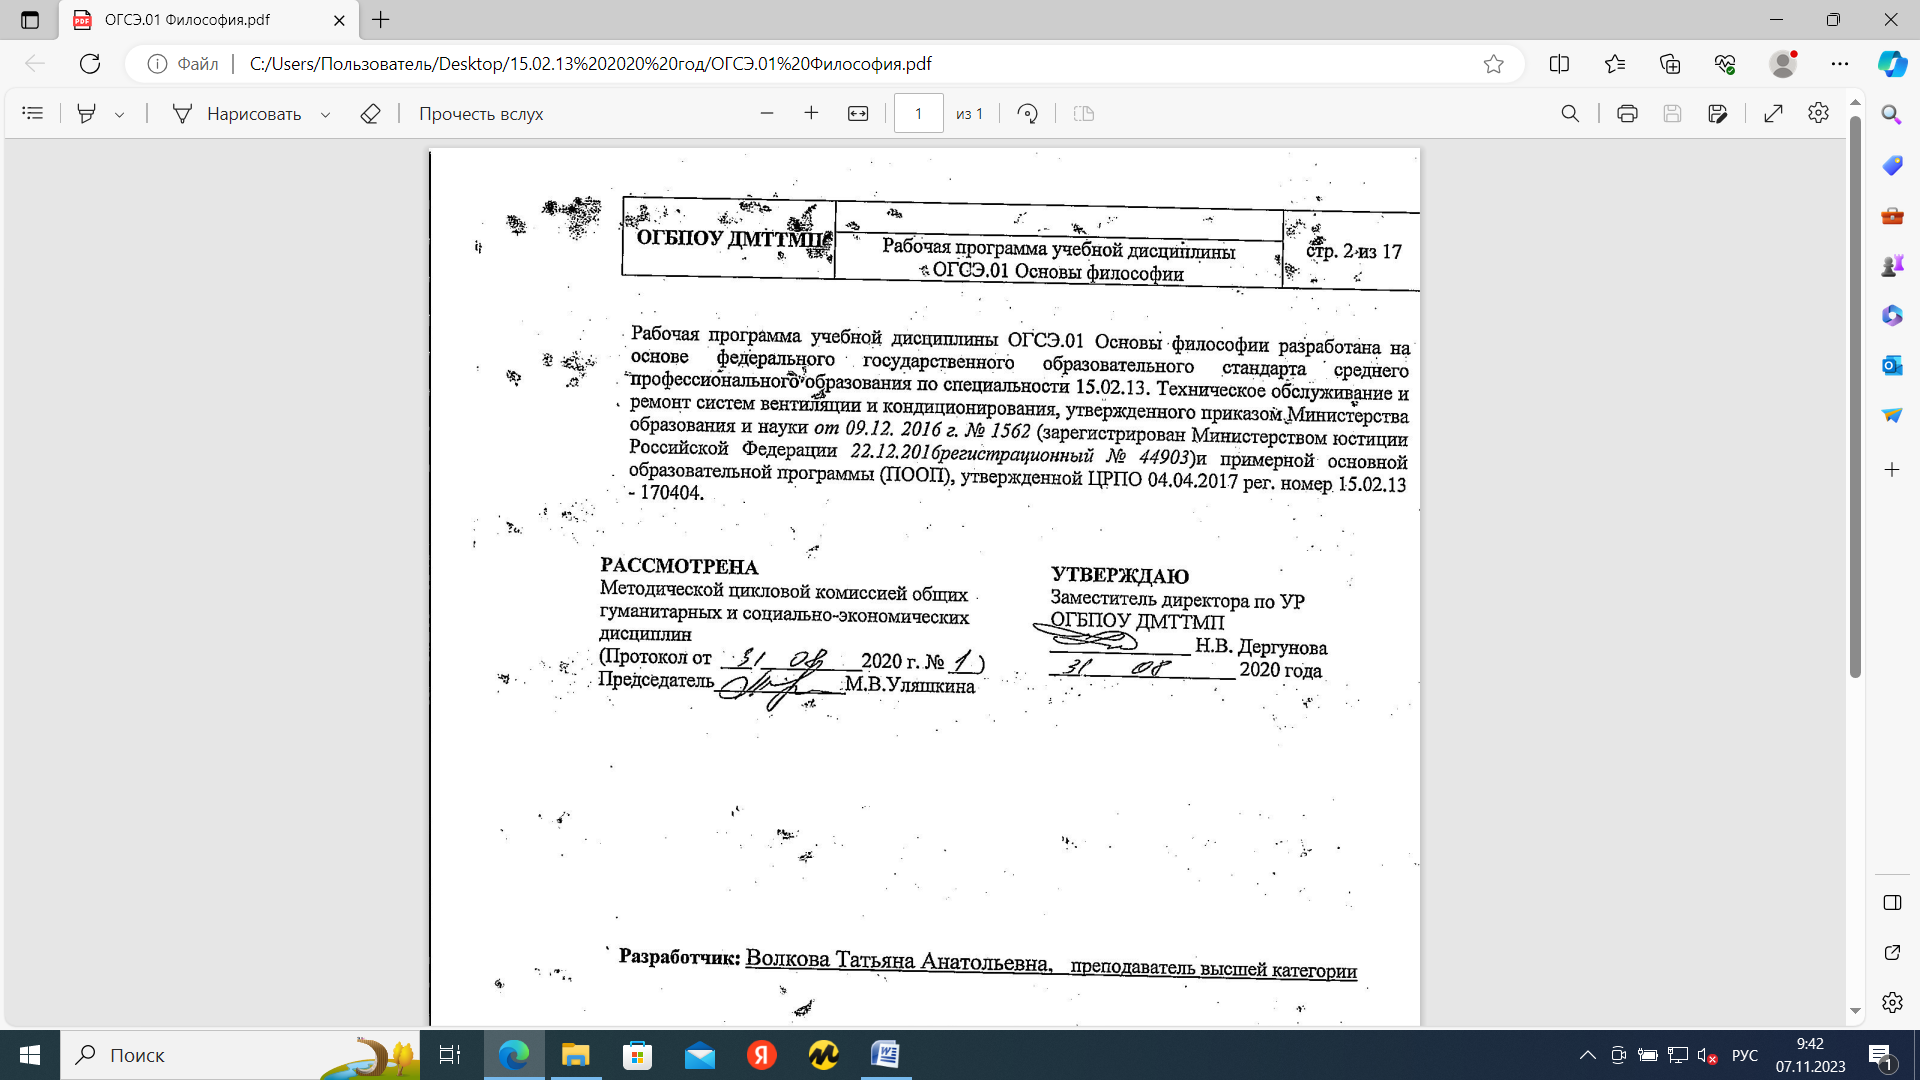 ОГСЭ.01 Философия.pdf
Файл
C:/Users/Пользователь/Desktop/15.02.13%202020%20год/ОГСЭ.01%20Философия.pdf
Нарисовать
Прочесть вслух
1
из 1
ОГБПОУ ДМТТМП
Рабочая программа учебной дисциплины
ОГСЭ.01 Основы философии
стр. 2 из 17
Рабочая программа учебной дисциплины ОГСЭ.01 Основы философии разработана на
основе федерального государственного образовательного стандарта среднего
профессионального образования по специальности 15.02.13. Техническое обслуживание и
ремонт систем вентиляции и кондиционирования, утвержденного приказом Министерства
образования и науки от 09.12. 2016 г. № 1562 (зарегистрирован Министерством юстиции
Российской Федерации 22.12.2016регистрационный № 44903)и примерной основной
образовательной программы (ПООП), утвержденной ЦРПО 04.04.2017 рег. номер 15.02.13
- 170404.
РАССМОТРЕНА
Методической цикловой комиссией общих
гуманитарных и социально-экономических
дисциплин
(Протокол от 31 08 2020 г. № 1)
Председатель М.В.Уляшкина
УТВЕРЖДАЮ
Заместитель директора по УР
ОГБПОУ ДМТТМП
Н.В. Дергунова
31 08 2020 года
Разработчик: Волкова Татьяна Анатольевна, преподаватель высшей категории
Поиск
РУС
9:42
07.11.2023
1